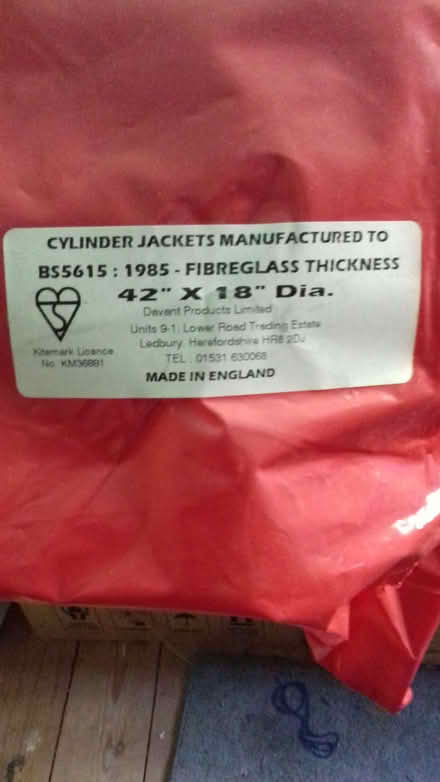 CYLINDER JACKETS MANUFACTURED TO
BS5615 : 1985 - FIBREGLASS THICKNESS
42" X 18" Dia.
Davant Products Limited
Units 9-1, Lower Road Trading Estate
Ledbury, Herefordshire HR8 2DJ
Kitemark Licence
No. KM36881
TEL : 01531 630068
MADE IN ENGLAND